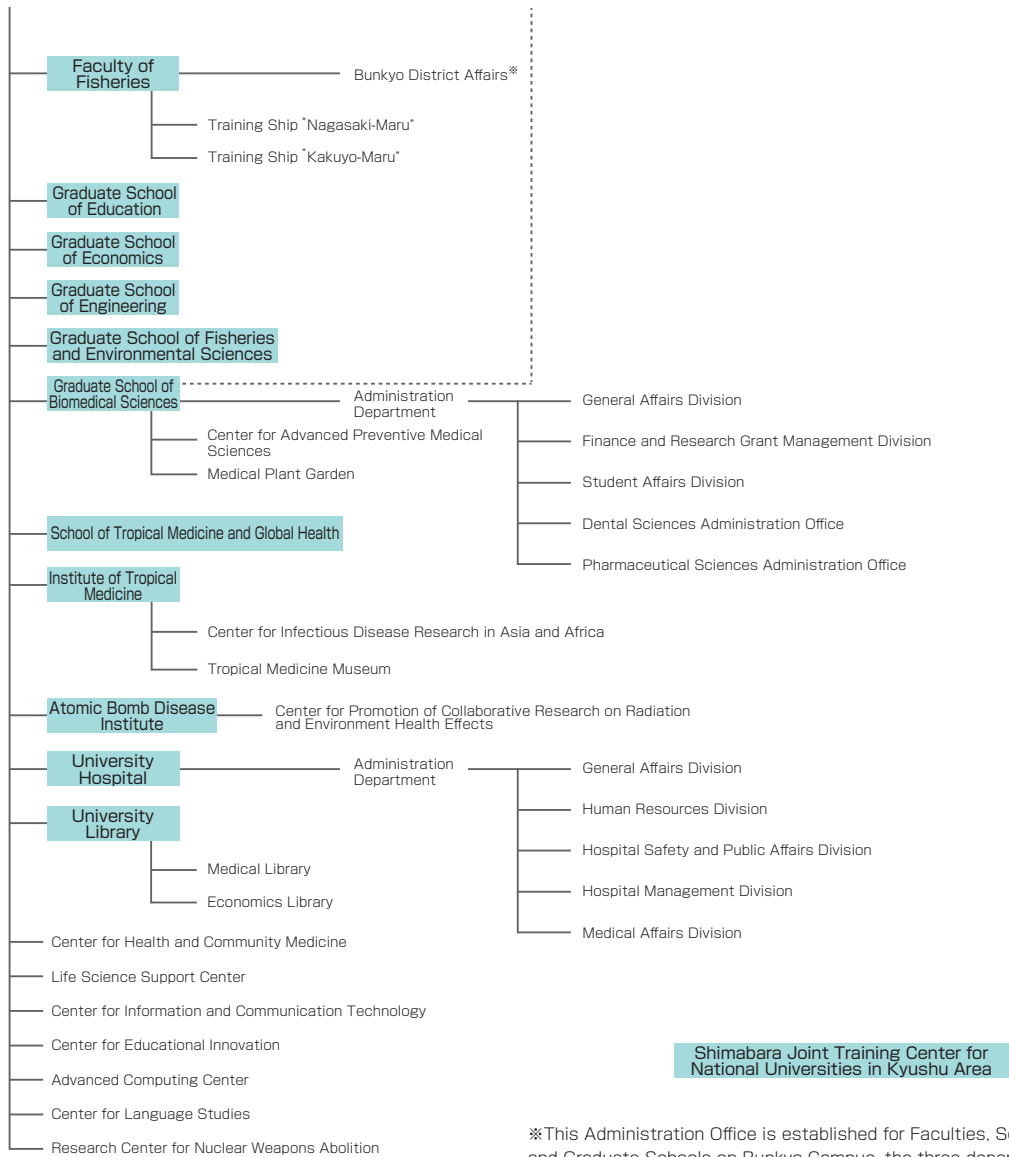 Faculty of
Fisheries
Bunkyo District Affairs※
Training Ship “Nagasaki-Maru”
Training Ship “Kakuyo-Maru”
Graduate School
of Education
Graduate School
of Economics
Graduate School
of Engineering
Graduate School of Fisheries
and Environmental Sciences
Graduate School of
Biomedical Sciences
Administration
Department
General Affairs Division
Finance and Research Grant Management Division
Student Affairs Division
Dental Sciences Administration Office
Pharmaceutical Sciences Administration Office
Center for Advanced Preventive Medical
Sciences
Medical Plant Garden
School of Tropical Medicine and Global Health
Institute of Tropical
Medicine
Center for Infectious Disease Research in Asia and Africa
Tropical Medicine Museum
Atomic Bomb Disease
Institute
Center for Promotion of Collaborative Research on Radiation
and Environment Health Effects
University
Hospital
Administration
Department
General Affairs Division
Human Resources Division
Hospital Safety and Public Affairs Division
Hospital Management Division
Medical Affairs Division
University
Library
Medical Library
Economics Library
Center for Health and Community Medicine
Life Science Support Center
Center for Information and Communication Technology
Center for Educational Innovation
Advanced Computing Center
Center for Language Studies
Research Center for Nuclear Weapons Abolition
Shimabara Joint Training Center for
National Universities in Kyushu Area
※This Administration Office is established for Faculties,
and Graduate Schools on Bunkyo Campus, the three